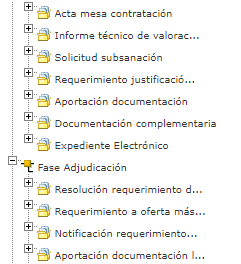 Acta mesa contratación
Informe técnico de valorac...
Solicitud subsanación
Requerimiento justificació...
Aportación documentación
Documentación complementaria
Expediente Electrónico
Fase Adjudicación
Resolución requerimiento d...
Requerimiento a oferta más...
Notificación requerimiento...
Aportación documentación l...